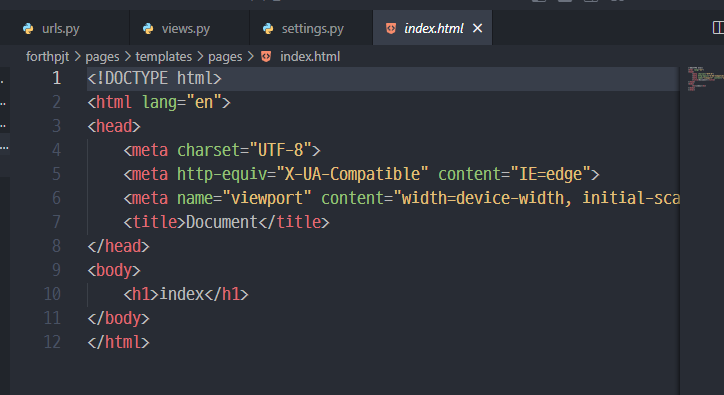 urls.py views.py settings.py index.html
forthpjt > pages > templates > pages > index.html
1 <!DOCTYPE html>
2 <html lang="en">
3 <head>
4     <meta charset="UTF-8">
5     <meta http-equiv="X-UA-Compatible" content="IE=edge">
6     <meta name="viewport" content="width=device-width, initial-sca
7     <title>Document</title>
8 </head>
9 <body>
10     <h1>index</h1>
11 </body>
12 </html>